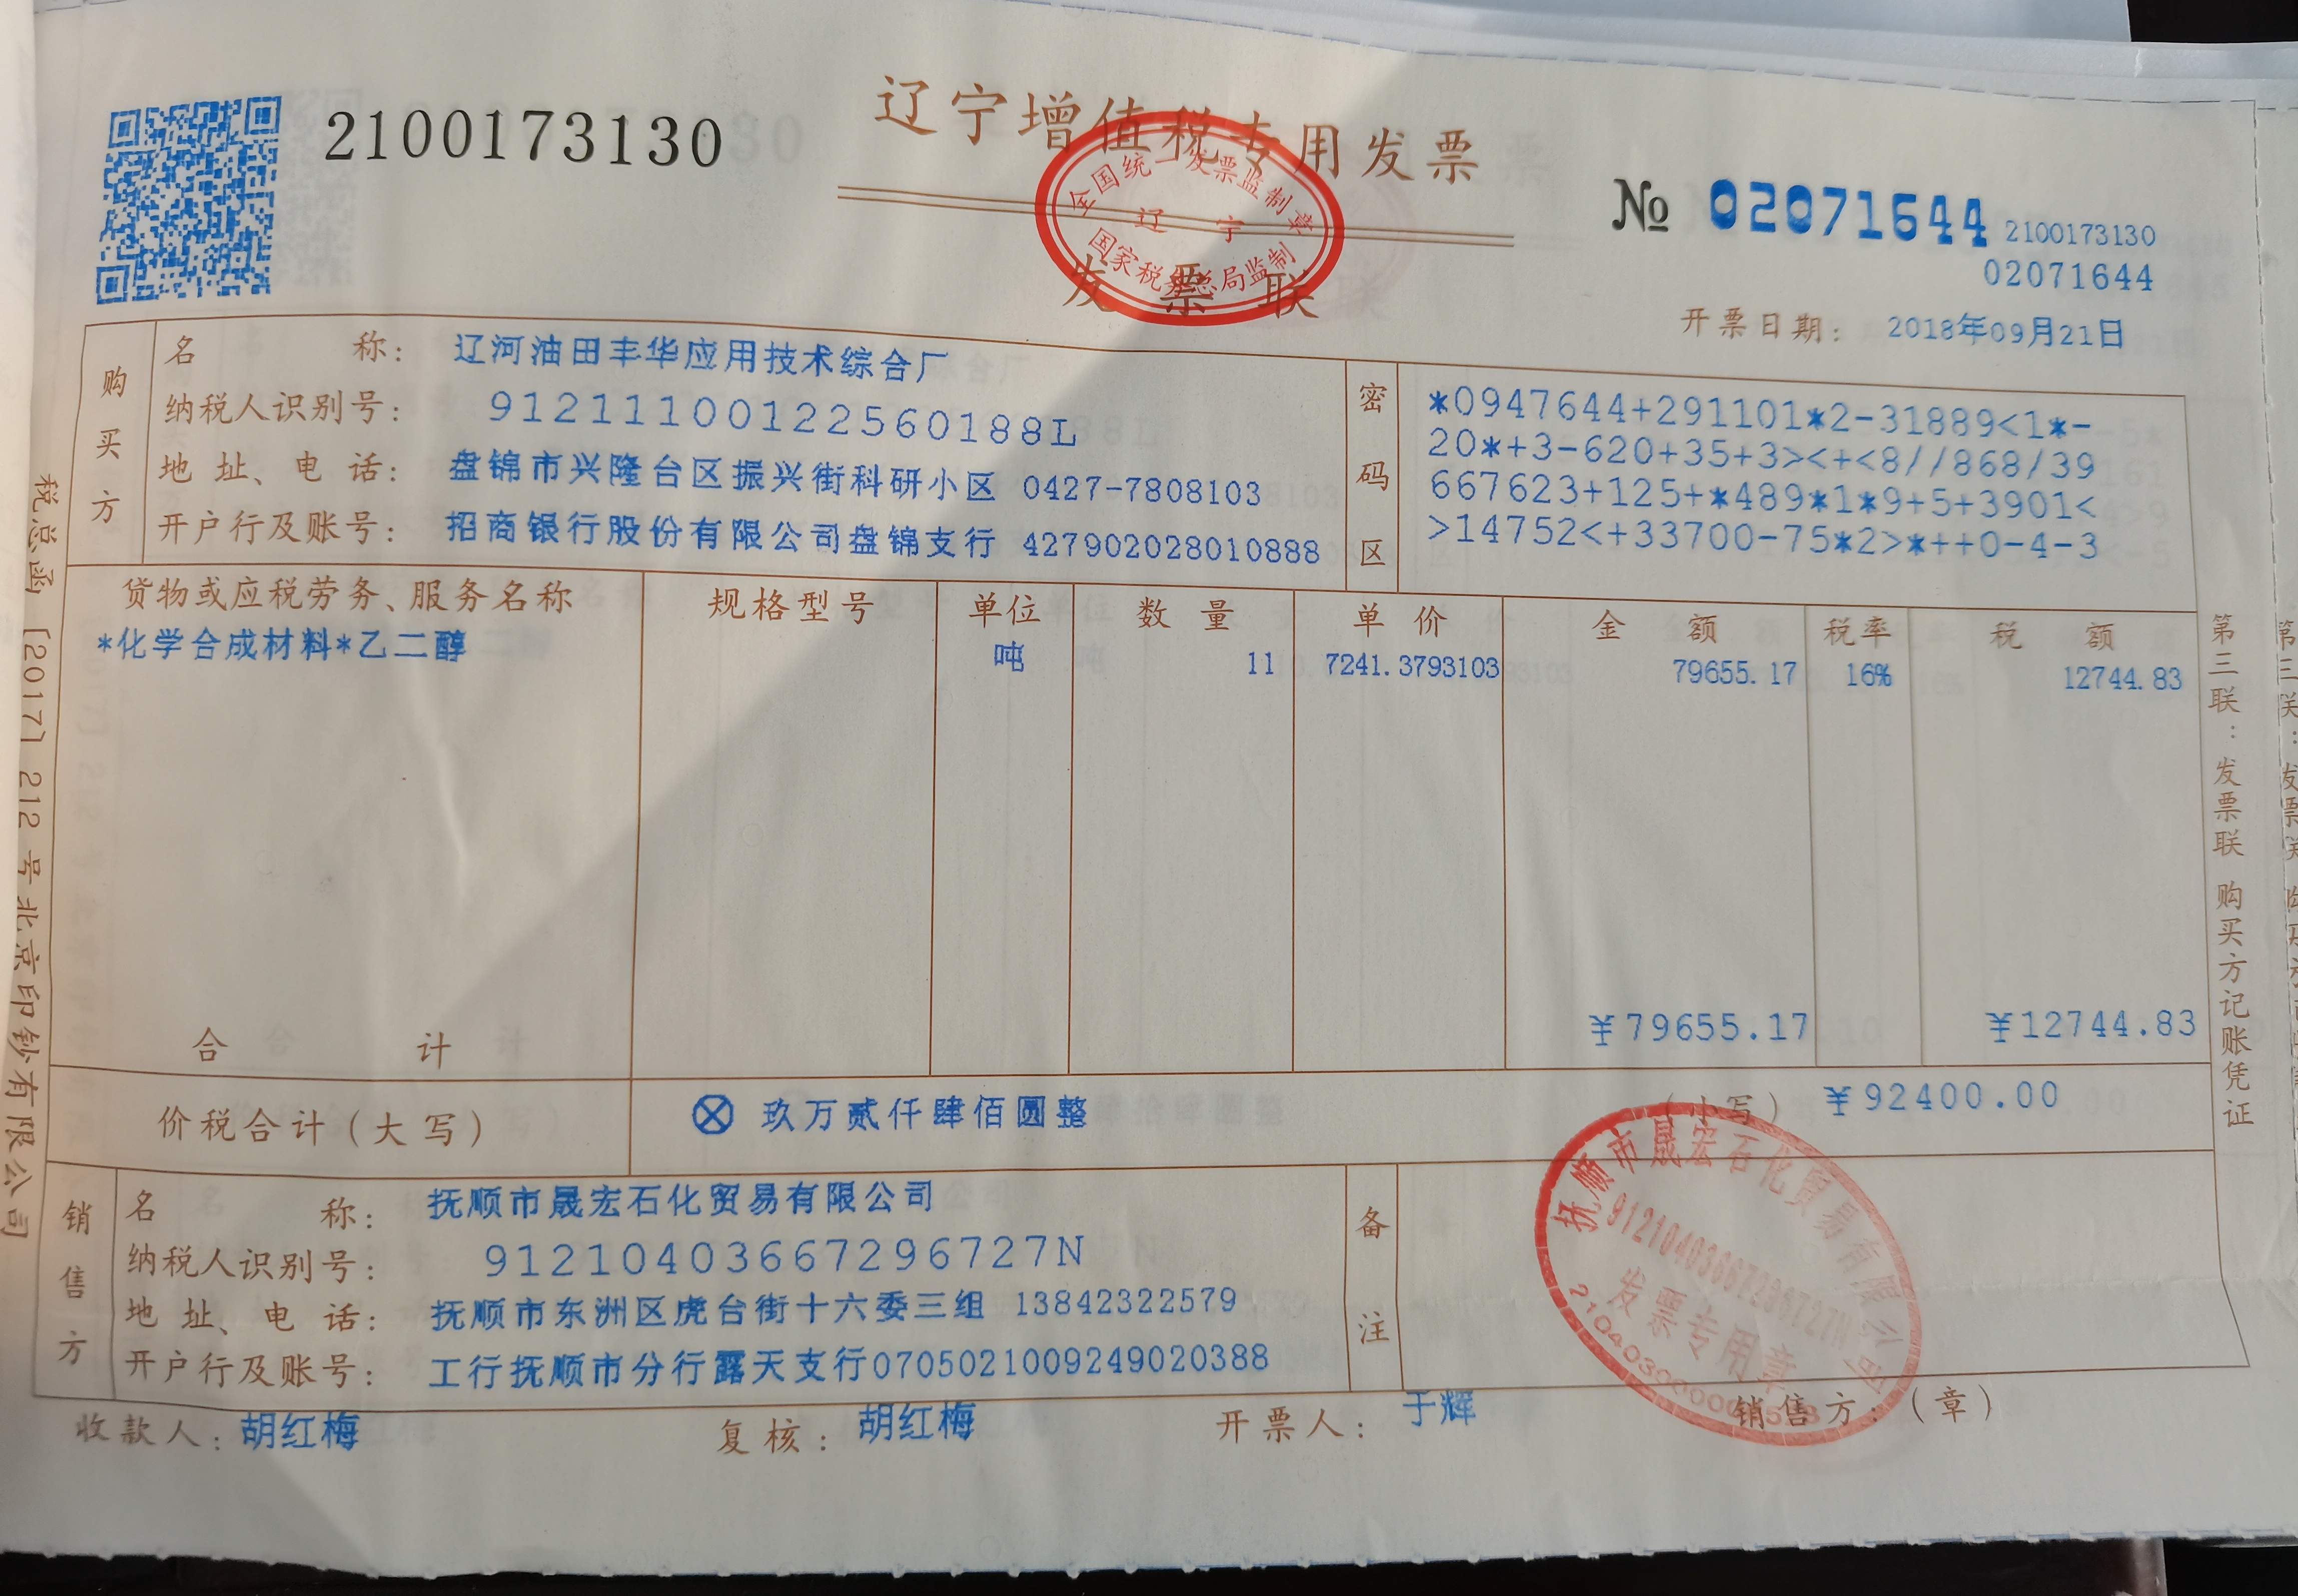 2100173130
辽宁增值税专用发票
全国统一发票监制章
辽宁
国家税务总局监制
发票联
№ 02071644 2100173130
02071644
开票日期: 2018年09月21日
购买方
名称: 辽河油田丰华应用技术综合厂
纳税人识别号: 91211100122560188L
地址、电话: 盘锦市兴隆台区振兴街科研小区 0427-7808103
开户行及账号: 招商银行股份有限公司盘锦支行 427902028010888
密码区
*0947644+291101*2-31889<1*-
20*+3-620+35+3><+<8//868/39
667623+125+*489*1*9+5+3901<
>14752<+33700-75*2>*++0-4-3
货物或应税劳务、服务名称 规格型号 单位 数量 单价 金额 税率 税额
*化学合成材料*乙二醇 吨 11 7241.3793103 79655.17 16% 12744.83
合计 ¥79655.17 ¥12744.83
价税合计(大写) ⊗ 玖万贰仟肆佰圆整 (小写) ¥92400.00
销售方
名称: 抚顺市晟宏石化贸易有限公司
纳税人识别号: 91210403667296727N
地址、电话: 抚顺市东洲区虎台街十六委三组 13842322579
开户行及账号: 工行抚顺市分行露天支行0705021009249020388
备注
抚顺市晟宏石化贸易有限公司
91210403667296727N
发票专用章
收款人: 胡红梅 复核: 胡红梅 开票人: 于辉 销售方:(章)
税总函[2017]212号北京印钞有限公司
第三联:发票联 购买方记账凭证